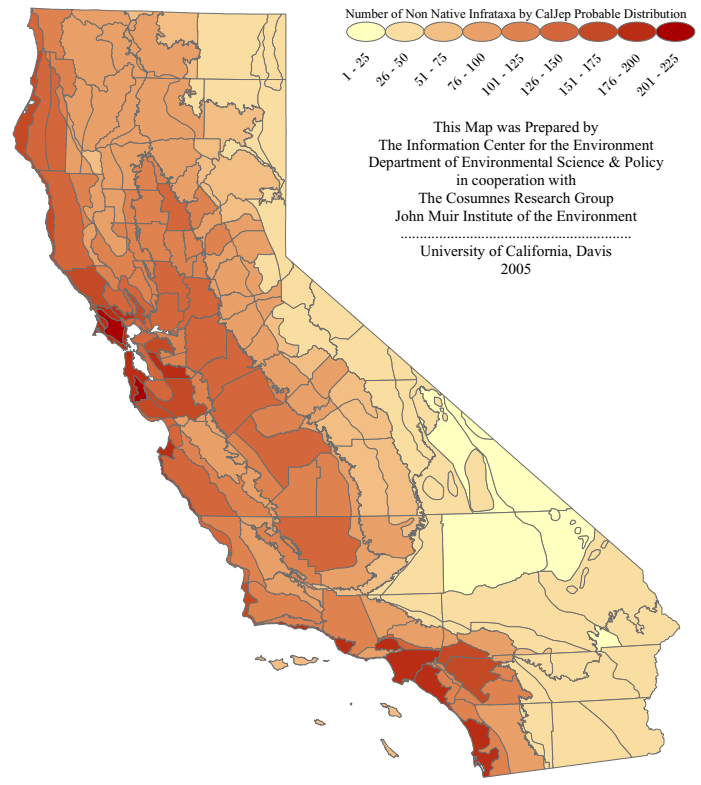 Number of Non Native Infrataxa by CalJep Probable Distribution
1 - 25
26 - 50
51 - 75
76 - 100
101 - 125
126 - 150
151 - 175
176 - 200
201 - 225
This Map was Prepared by
The Information Center for the Environment
Department of Environmental Science & Policy
in cooperation with
The Cosumnes Research Group
John Muir Institute of the Environment
................................................................
University of California, Davis
2005